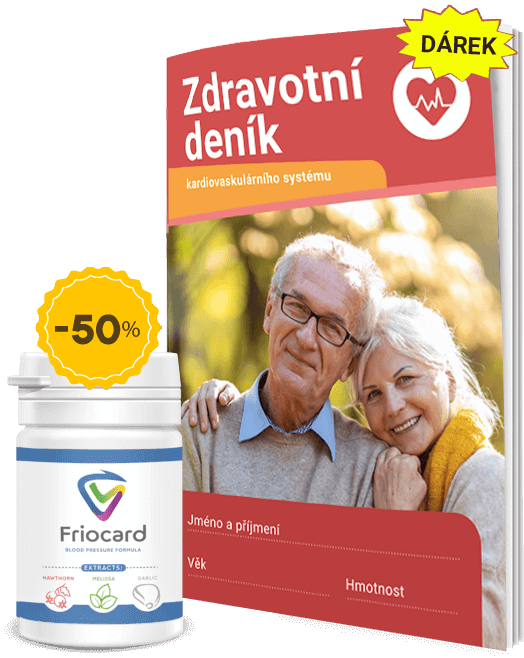 DÁREK
Zdravotní
deník
kardiovaskulárního systému
-50%
Friocard
BLOOD PRESSURE FORMULA
EXTRACTS:
HAWTHORN MELISSA GARLIC
Jméno a příjmení
Věk
Hmotnost